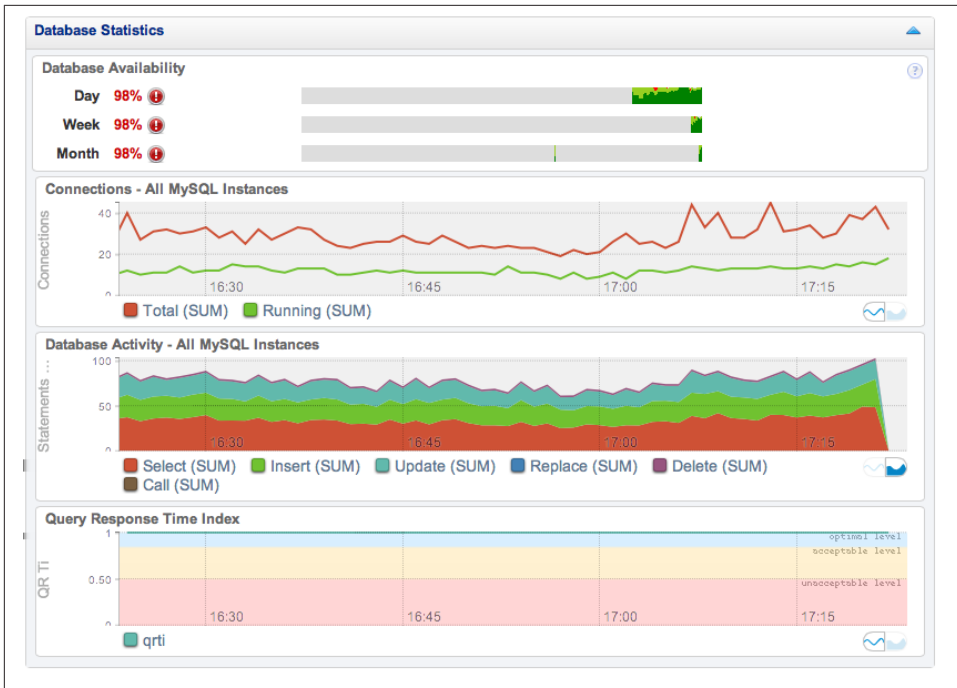 Database Statistics
Database Availability
?
Day 98%
Week 98%
Month 98%
Connections - All MySQL Instances
Connections
40
20
0
16:30 16:45 17:00 17:15
Total (SUM) Running (SUM)
Database Activity - All MySQL Instances
Statements ...
100
50
0
16:30 16:45 17:00 17:15
Select (SUM) Insert (SUM) Update (SUM) Replace (SUM) Delete (SUM)
Call (SUM)
Query Response Time Index
QR Ti
1
optimal level
acceptable level
0.50
unacceptable level
0
16:30 16:45 17:00 17:15
qrti